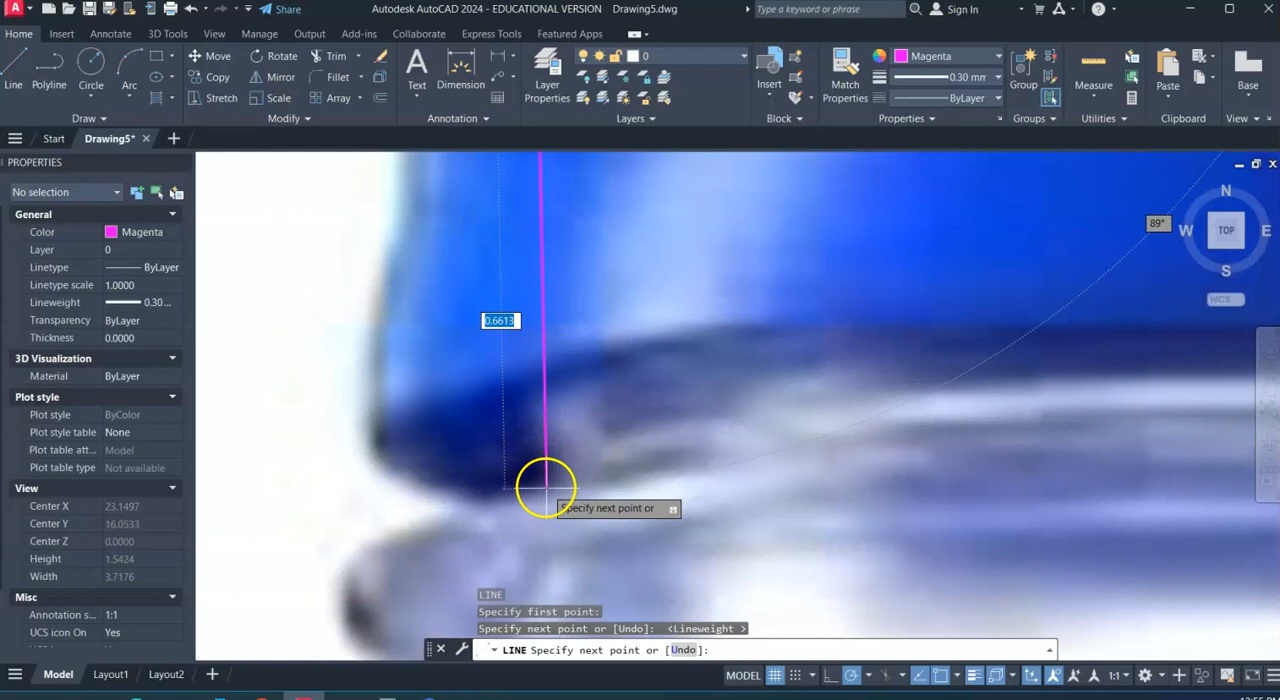 Share
Autodesk AutoCAD 2024 - EDUCATIONAL VERSION Drawing5.dwg
Type a keyword or phrase
Sign In
Home Insert Annotate 3D Tools View Manage Output Add-ins Collaborate Express Tools Featured Apps
Line Polyline Circle Arc
Move Rotate Trim
Copy Mirror Fillet
Stretch Scale Array
Text Dimension
Layer Properties
0
Insert
Match Properties
Magenta
0.30 mm
ByLayer
Group Measure Paste Base
Draw Modify Annotation Layers Block Properties Groups Utilities Clipboard View
Start Drawing5*
PROPERTIES
No selection
General
Color Magenta
Layer 0
Linetype ByLayer
Linetype scale 1.0000
Lineweight 0.30...
Transparency ByLayer
Thickness 0.0000
3D Visualization
Material ByLayer
Plot style
Plot style ByColor
Plot style table None
Plot table att... Model
Plot table type Not available
View
Center X 23.1497
Center Y 16.0533
Center Z 0.0000
Height 1.5424
Width 3.7176
Misc
Annotation s... 1:1
UCS icon On Yes
N
W TOP E
S
WCS
89°
0.6613
Specify next point or
LINE
Specify first point:
Specify next point or [Undo]: <Lineweight >
LINE Specify next point or [Undo]:
Model Layout1 Layout2
MODEL
1:1